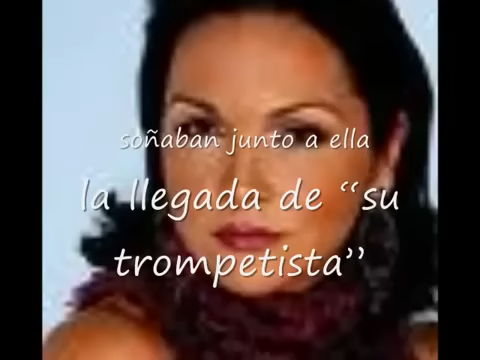 soñaban junto a ella
la llegada de “su
trompetista”